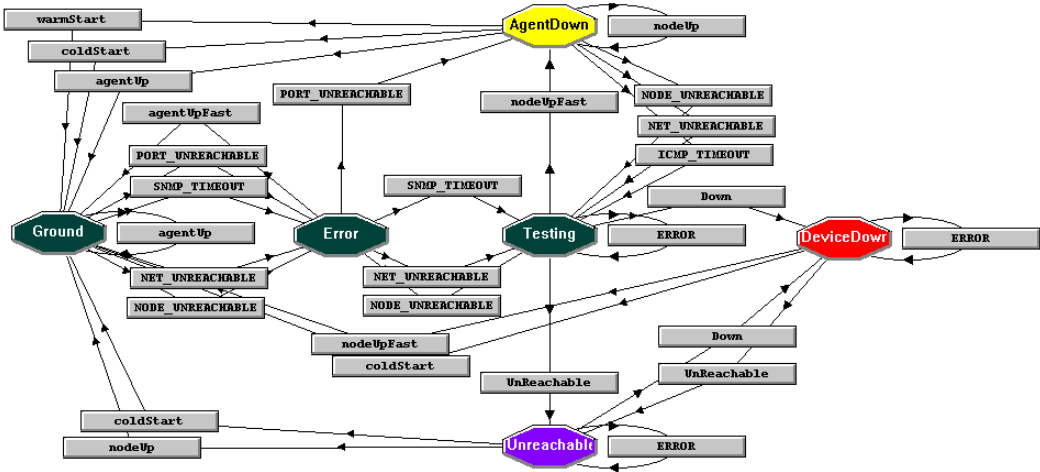 warmStart
AgentDown
nodeUp
coldStart
agentUp
PORT_UNREACHABLE
nodeUpFast
NODE_UNREACHABLE
agentUpFast
NET_UNREACHABLE
PORT_UNREACHABLE
ICMP_TIMEOUT
SNMP_TIMEOUT
SNMP_TIMEOUT
Down
Ground
agentUp
Error
Testing
ERROR
DeviceDowr
ERROR
NET_UNREACHABLE
NET_UNREACHABLE
NODE_UNREACHABLE
NODE_UNREACHABLE
nodeUpFast
Down
coldStart
UnReachable
UnReachable
coldStart
nodeUp
Unreachable
ERROR